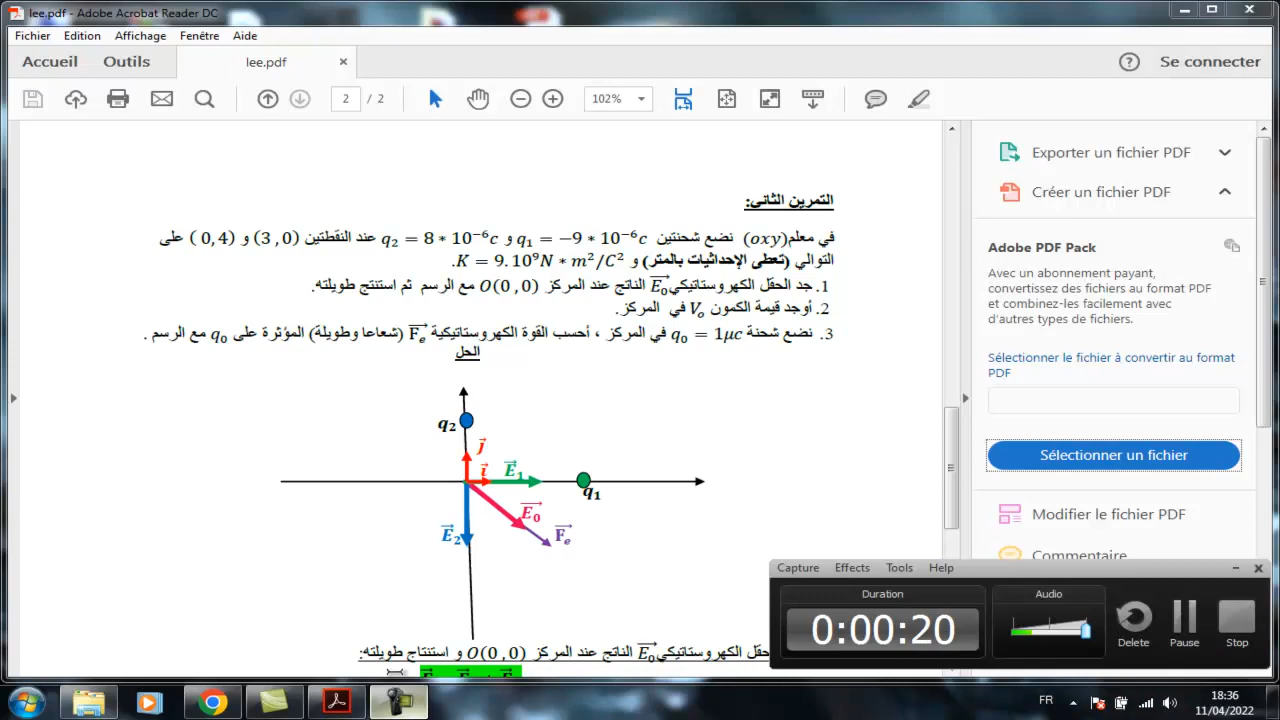 lee.pdf - Adobe Acrobat Reader DC
Fichier Edition Affichage Fenêtre Aide
Accueil Outils lee.pdf × Se connecter
2 / 2 102%
التمرين الثاني:
في معلم(oxy) نضع شحنتين q₁ = −9 * 10⁻⁶c و q₂ = 8 * 10⁻⁶c عند النقطتين (3 ,0) و (0,4 ) على
التوالي (تعطى الإحداثيات بالمتر) و K = 9. 10⁹N * m²/C².
1. جد الحقل الكهروستاتيكي E₀ الناتج عند المركز O(0 ,0) مع الرسم ثم استنتج طويلته.
2. أوجد قيمة الكمون Vₒ في المركز.
3. نضع شحنة q₀ = 1μc في المركز ، أحسب القوة الكهروستاتيكية Fₑ (شعاعا وطويلة) المؤثرة على q₀ مع الرسم .
الحل
q₂
j
i
E₁
q₁
E₀
E₂
Fₑ
حقل الكهروستاتيكي E₀ الناتج عند المركز O(0 ,0) و استنتاج طويلته:
Exporter un fichier PDF
Créer un fichier PDF
Adobe PDF Pack
Avec un abonnement payant,
convertissez des fichiers au format PDF
et combinez-les facilement avec
d'autres types de fichiers.
Sélectionner le fichier à convertir au format
PDF
Sélectionner un fichier
Modifier le fichier PDF
Commentaire
Capture Effects Tools Help
Duration
0:00:20
Audio
Delete Pause Stop
FR
18:36
11/04/2022